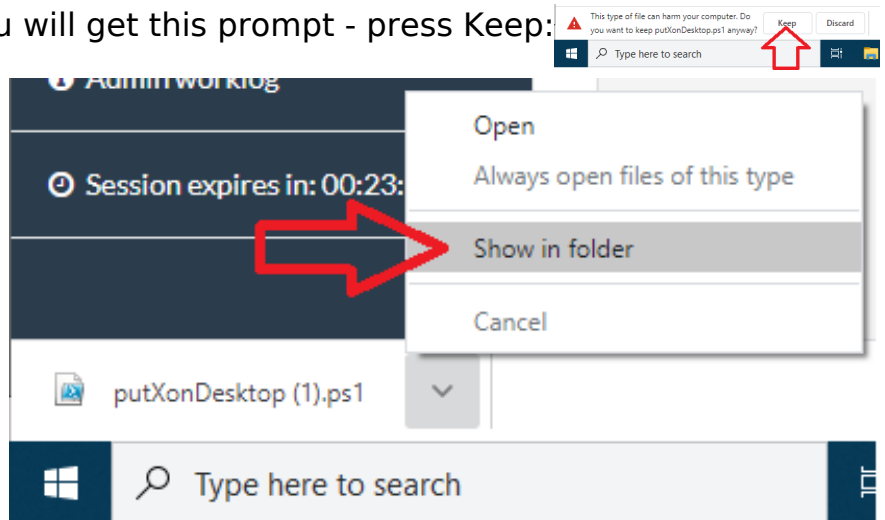 u will get this prompt - press Keep:
This type of file can harm your computer. Do
you want to keep putXonDesktop.ps1 anyway?
Keep
Discard
Type here to search
Admin worklog
Session expires in: 00:23:
Open
Always open files of this type
Show in folder
Cancel
putXonDesktop (1).ps1
Type here to search